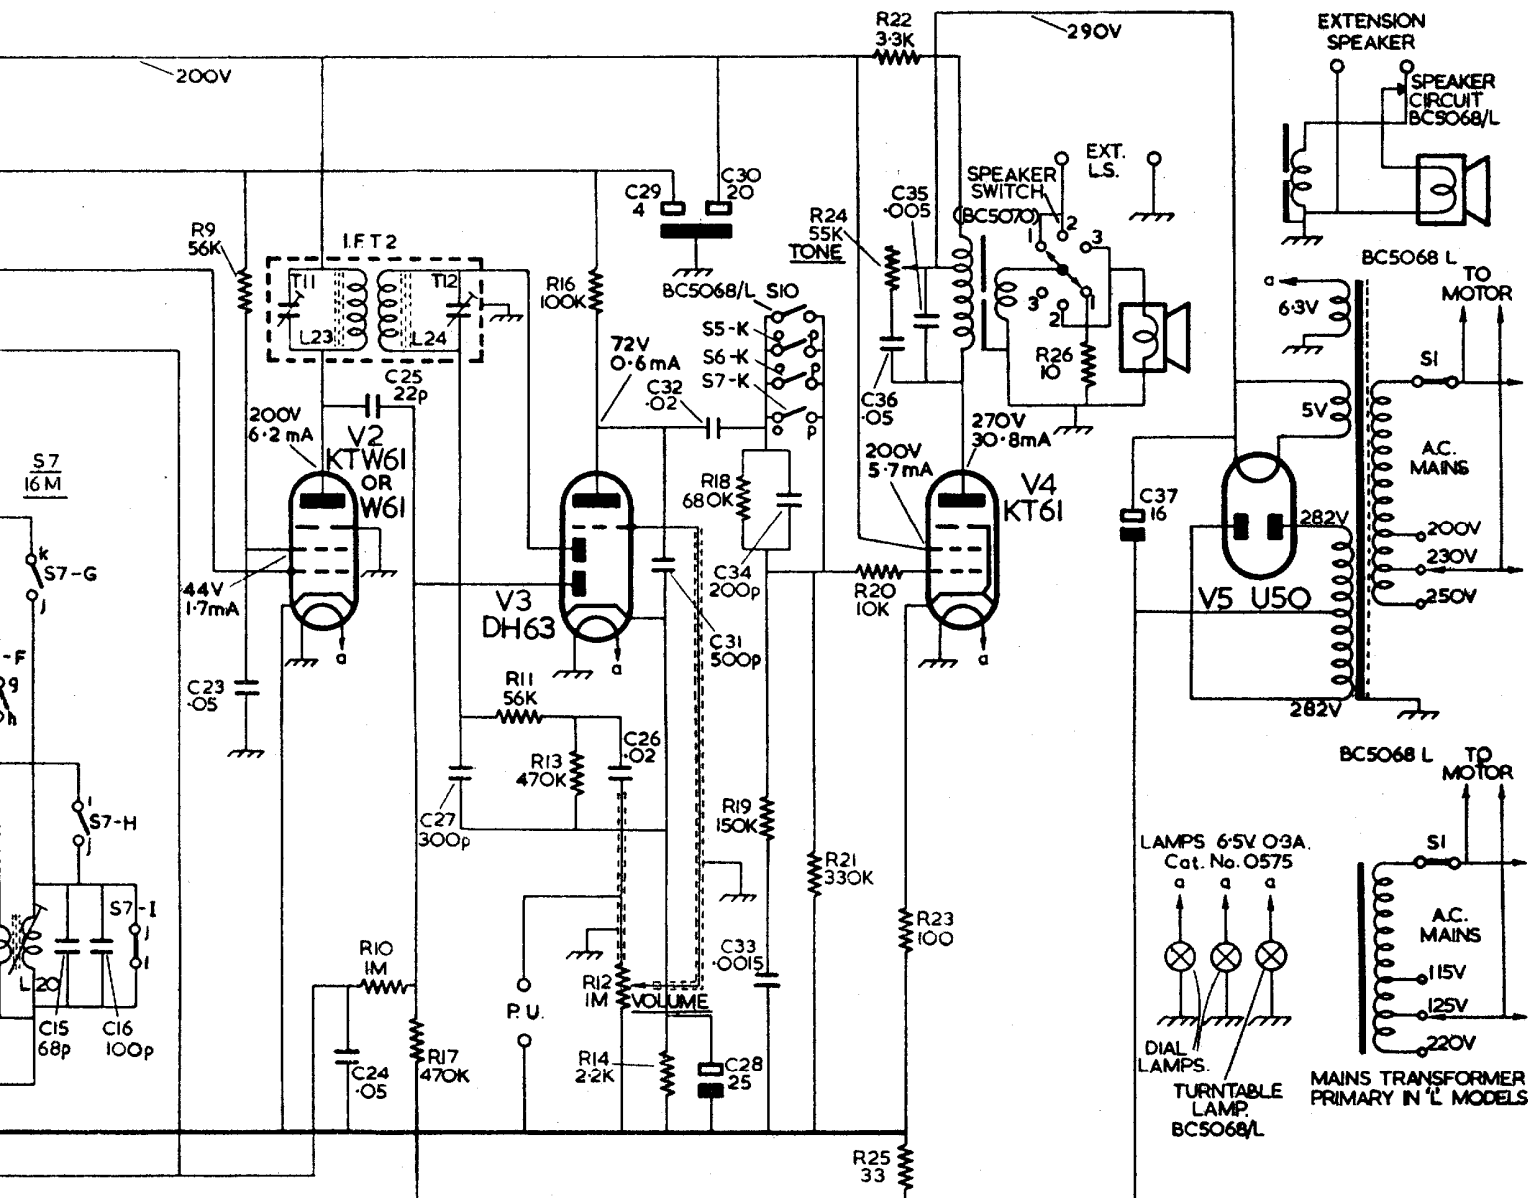 R22
3.3K
290V
200V
EXTENSION
SPEAKER
SPEAKER
CIRCUIT
BC5068/L
EXT.
L.S.
SPEAKER
SWITCH
(BC5070)
1
2
3
3
2
1
C29
4
C30
20
C35
.005
R24
55K
TONE
R9
56K
I.F.T 2
T11
T12
L23
L24
R16
100K
BC5068/L
S10
S5-K
S6-K
S7-K
o
p
o
p
o
p
BC5068 L
TO
MOTOR
a
6.3V
S1
5V
A.C.
MAINS
200V
230V
250V
C25
22p
72V
0.6mA
C32
.02
R26
10
C36
.05
200V
6.2mA
V2
KTW61
OR
W61
270V
30.8mA
200V
5.7mA
V4
KT61
S7
16M
k
S7-G
j
R18
680K
C34
200p
C37
16
282V
V5 U50
282V
44V
1.7mA
V3
DH63
R20
10K
C31
500p
a
a
a
-F
g
h
C23
.05
R11
56K
R13
470K
C26
.02
C27
300p
R19
150K
R21
330K
BC5068 L
TO
MOTOR
S1
LAMPS 6.5V 0.3A.
Cat. No. 0575
a
a
a
A.C.
MAINS
115V
125V
220V
i
S7-H
j
S7-I
j
i
L20
C15
68p
C16
100p
R10
1M
C24
.05
R17
470K
P.U.
R12
1M
VOLUME
R14
2.2K
C28
25
C33
.0015
R23
100
R25
33
DIAL
LAMPS.
TURNTABLE
LAMP.
BC5068/L
MAINS TRANSFORMER
PRIMARY IN 'L' MODELS